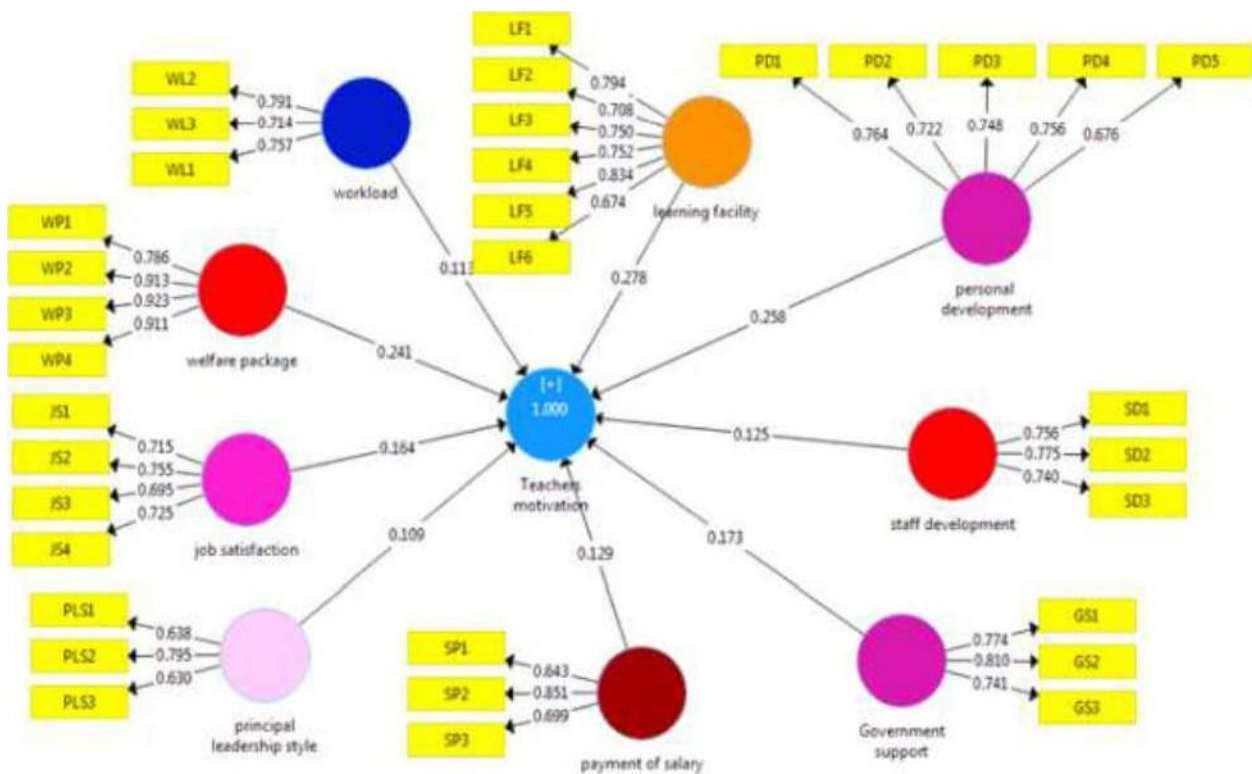 LF1
LF2
LF3
LF4
LF5
LF6
0.794
0.708
0.750
0.752
0.834
0.674
learning facility
0.278
PD1
PD2
PD3
PD4
PD5
0.764
0.722
0.748
0.756
0.676
personal
development
0.258
WL2
WL3
WL1
0.791
0.714
0.757
workload
0.113
WP1
WP2
WP3
WP4
0.786
0.913
0.923
0.911
welfare package
0.241
[+]
1.000
Teachers
motivation
JS1
JS2
JS3
JS4
0.715
0.755
0.695
0.725
job satisfaction
0.164
SD1
SD2
SD3
0.756
0.775
0.740
staff development
0.125
PLS1
PLS2
PLS3
0.638
0.795
0.630
principal
leadership style
0.109
SP1
SP2
SP3
0.643
0.851
0.699
payment of salary
0.129
GS1
GS2
GS3
0.774
0.810
0.741
Government
support
0.173